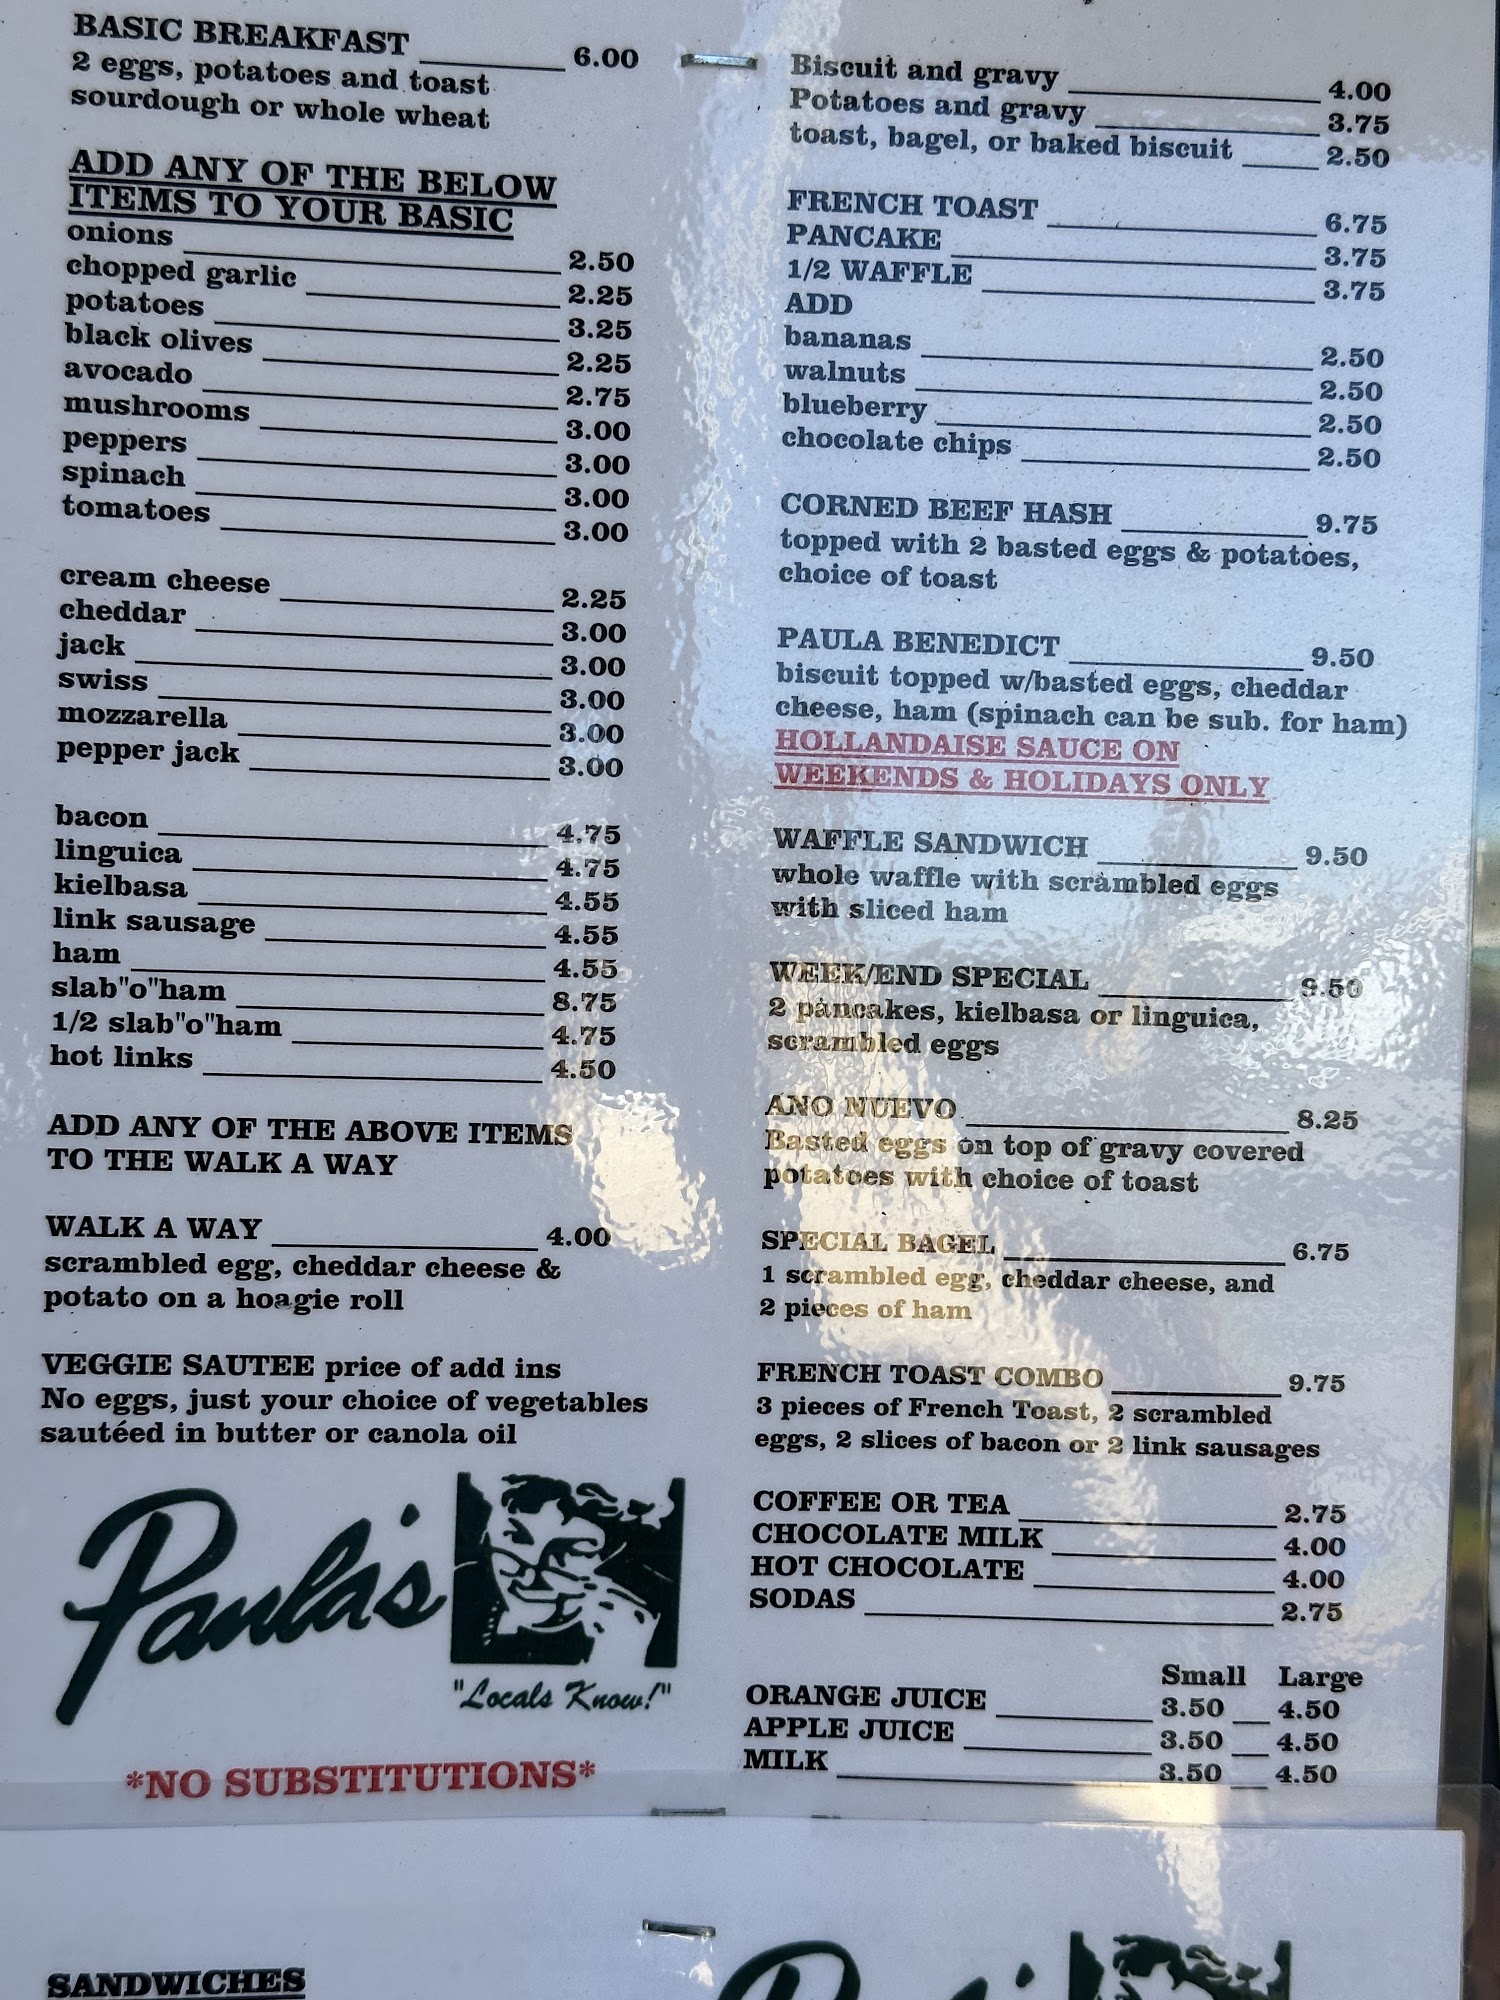 BASIC BREAKFAST 6.00
2 eggs, potatoes and toast
sourdough or whole wheat
ADD ANY OF THE BELOW
ITEMS TO YOUR BASIC
onions 2.50
chopped garlic 2.25
potatoes 3.25
black olives 2.25
avocado 2.75
mushrooms 3.00
peppers 3.00
spinach 3.00
tomatoes 3.00
cream cheese 2.25
cheddar 3.00
jack 3.00
swiss 3.00
mozzarella 3.00
pepper jack 3.00
bacon 4.75
linguica 4.75
kielbasa 4.55
link sausage 4.55
ham 4.55
slab"o"ham 8.75
1/2 slab"o"ham 4.75
hot links 4.50
ADD ANY OF THE ABOVE ITEMS
TO THE WALK A WAY
WALK A WAY 4.00
scrambled egg, cheddar cheese &
potato on a hoagie roll
VEGGIE SAUTEE price of add ins
No eggs, just your choice of vegetables
sautéed in butter or canola oil
Paula's
"Locals Know!"
*NO SUBSTITUTIONS*
Biscuit and gravy 4.00
Potatoes and gravy 3.75
toast, bagel, or baked biscuit 2.50
FRENCH TOAST 6.75
PANCAKE 3.75
1/2 WAFFLE 3.75
ADD
bananas 2.50
walnuts 2.50
blueberry 2.50
chocolate chips 2.50
CORNED BEEF HASH 9.75
topped with 2 basted eggs & potatoes,
choice of toast
PAULA BENEDICT 9.50
biscuit topped w/basted eggs, cheddar
cheese, ham (spinach can be sub. for ham)
HOLLANDAISE SAUCE ON
WEEKENDS & HOLIDAYS ONLY
WAFFLE SANDWICH 9.50
whole waffle with scrambled eggs
with sliced ham
WEEK/END SPECIAL 9.50
2 pancakes, kielbasa or linguica,
scrambled eggs
ANO NUEVO 8.25
Basted eggs on top of gravy covered
potatoes with choice of toast
SPECIAL BAGEL 6.75
1 scrambled egg, cheddar cheese, and
2 pieces of ham
FRENCH TOAST COMBO 9.75
3 pieces of French Toast, 2 scrambled
eggs, 2 slices of bacon or 2 link sausages
COFFEE OR TEA 2.75
CHOCOLATE MILK 4.00
HOT CHOCOLATE 4.00
SODAS 2.75
Small Large
ORANGE JUICE 3.50 4.50
APPLE JUICE 3.50 4.50
MILK 3.50 4.50
SANDWICHES